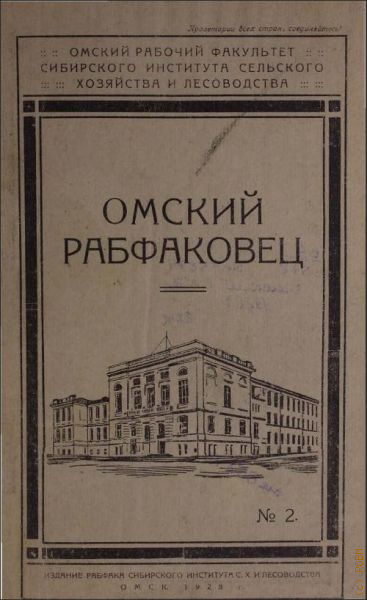 Пролетарии всех стран, соединяйтесь!
ОМСКИЙ РАБОЧИЙ ФАКУЛЬТЕТ
СИБИРСКОГО ИНСТИТУТА СЕЛЬСКОГО
ХОЗЯЙСТВА И ЛЕСОВОДСТВА
ОМСКИЙ
РАБФАКОВЕЦ
№ 2.
ИЗДАНИЕ РАБФАКА СИБИРСКОГО ИНСТИТУТА С. Х. И ЛЕСОВОДСТВА
ОМСК 1928 г.